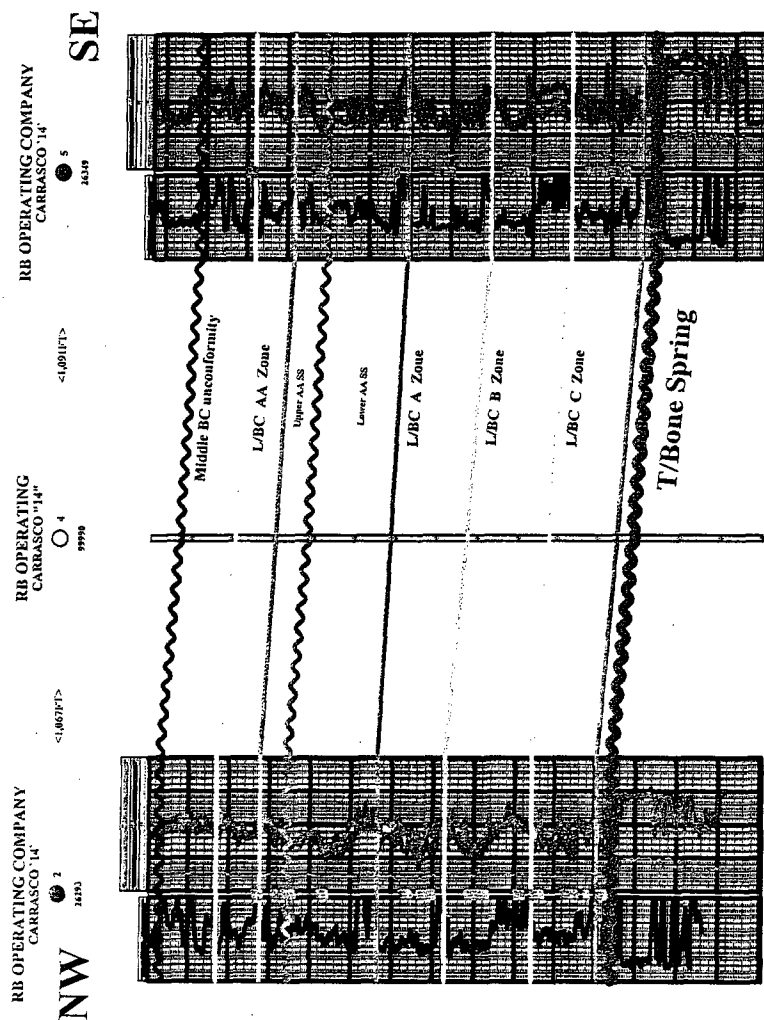 NW
SE
RB OPERATING COMPANY
CARRASCO '14'
2
26293
<1,067FT>
RB OPERATING
CARRASCO "14"
4
99990
<1,091FT>
RB OPERATING COMPANY
CARRASCO '14'
5
26349
Middle BC unconformity
L/BC AA Zone
Upper AA SS
Lower AA SS
L/BC A Zone
L/BC B Zone
L/BC C Zone
T/Bone Spring